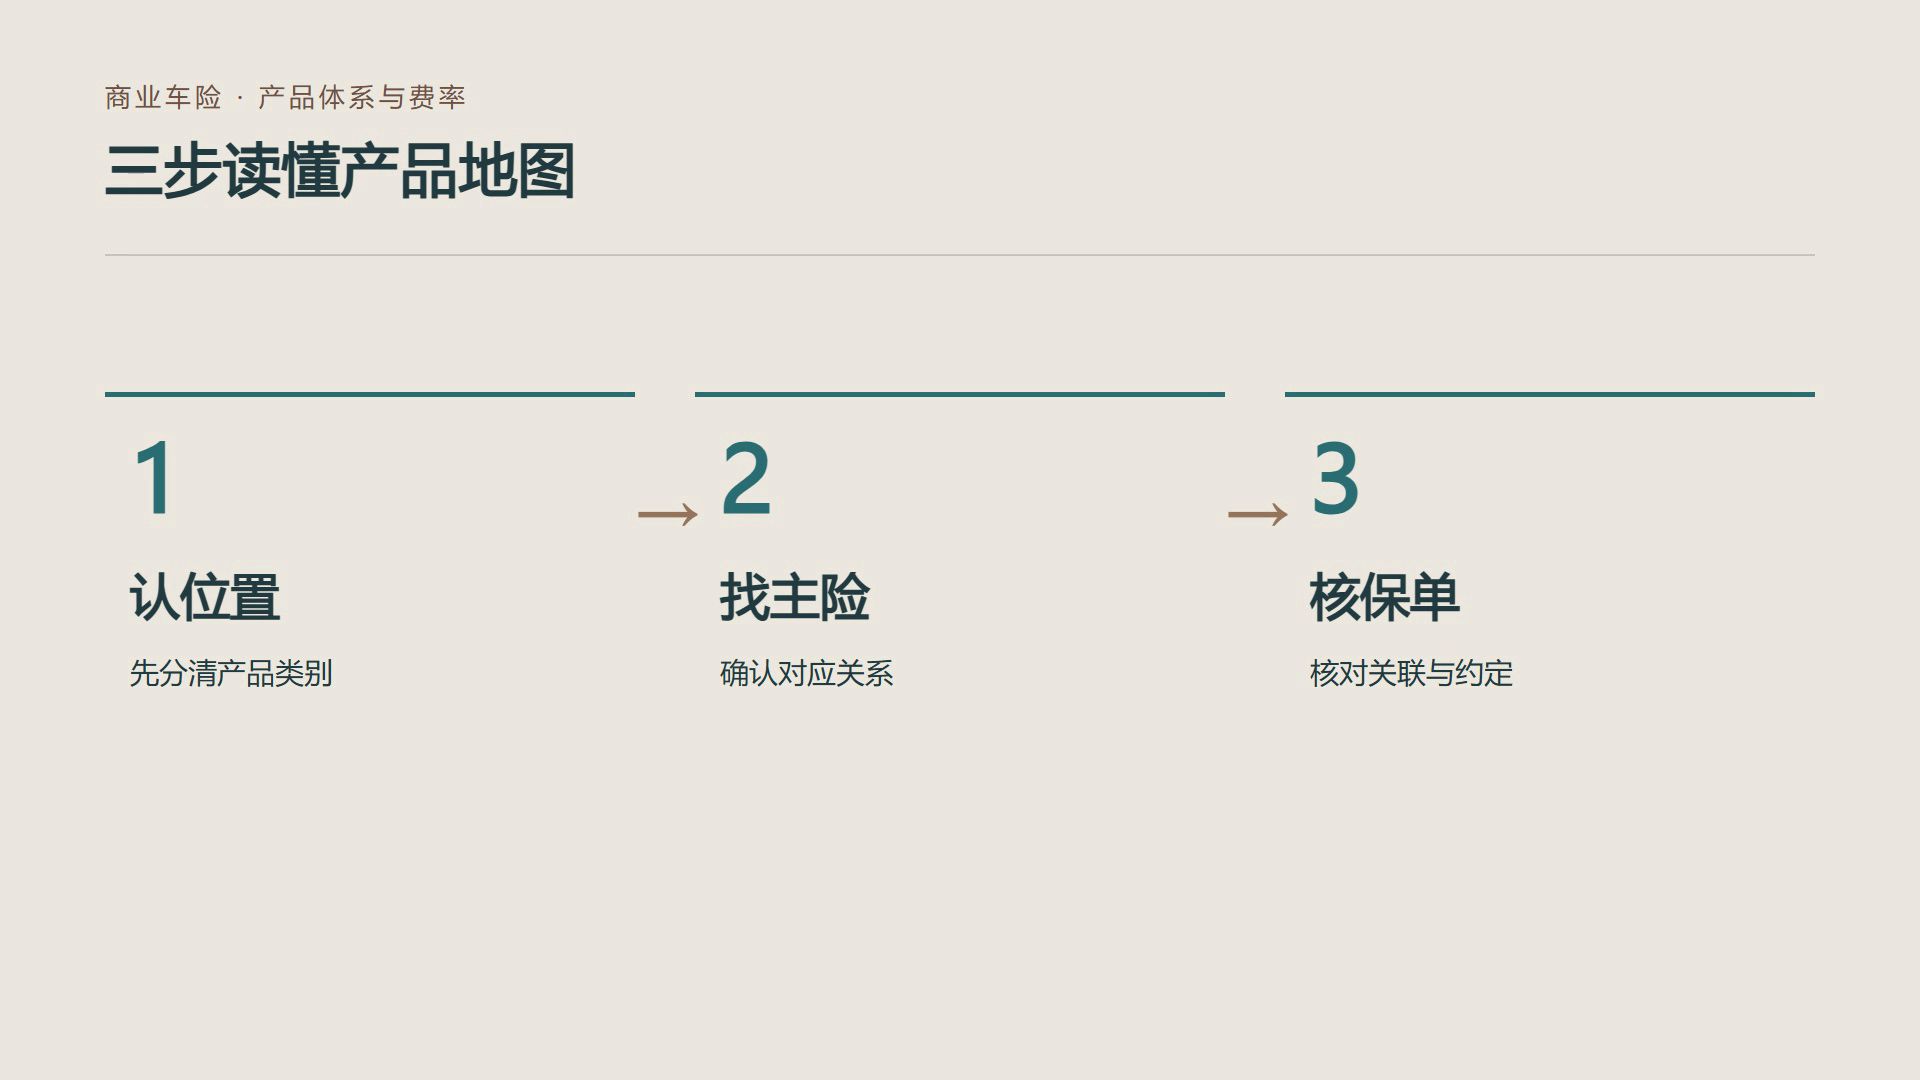 商业车险 · 产品体系与费率
三步读懂产品地图
1
认位置
先分清产品类别
→
2
找主险
确认对应关系
→
3
核保单
核对关联与约定